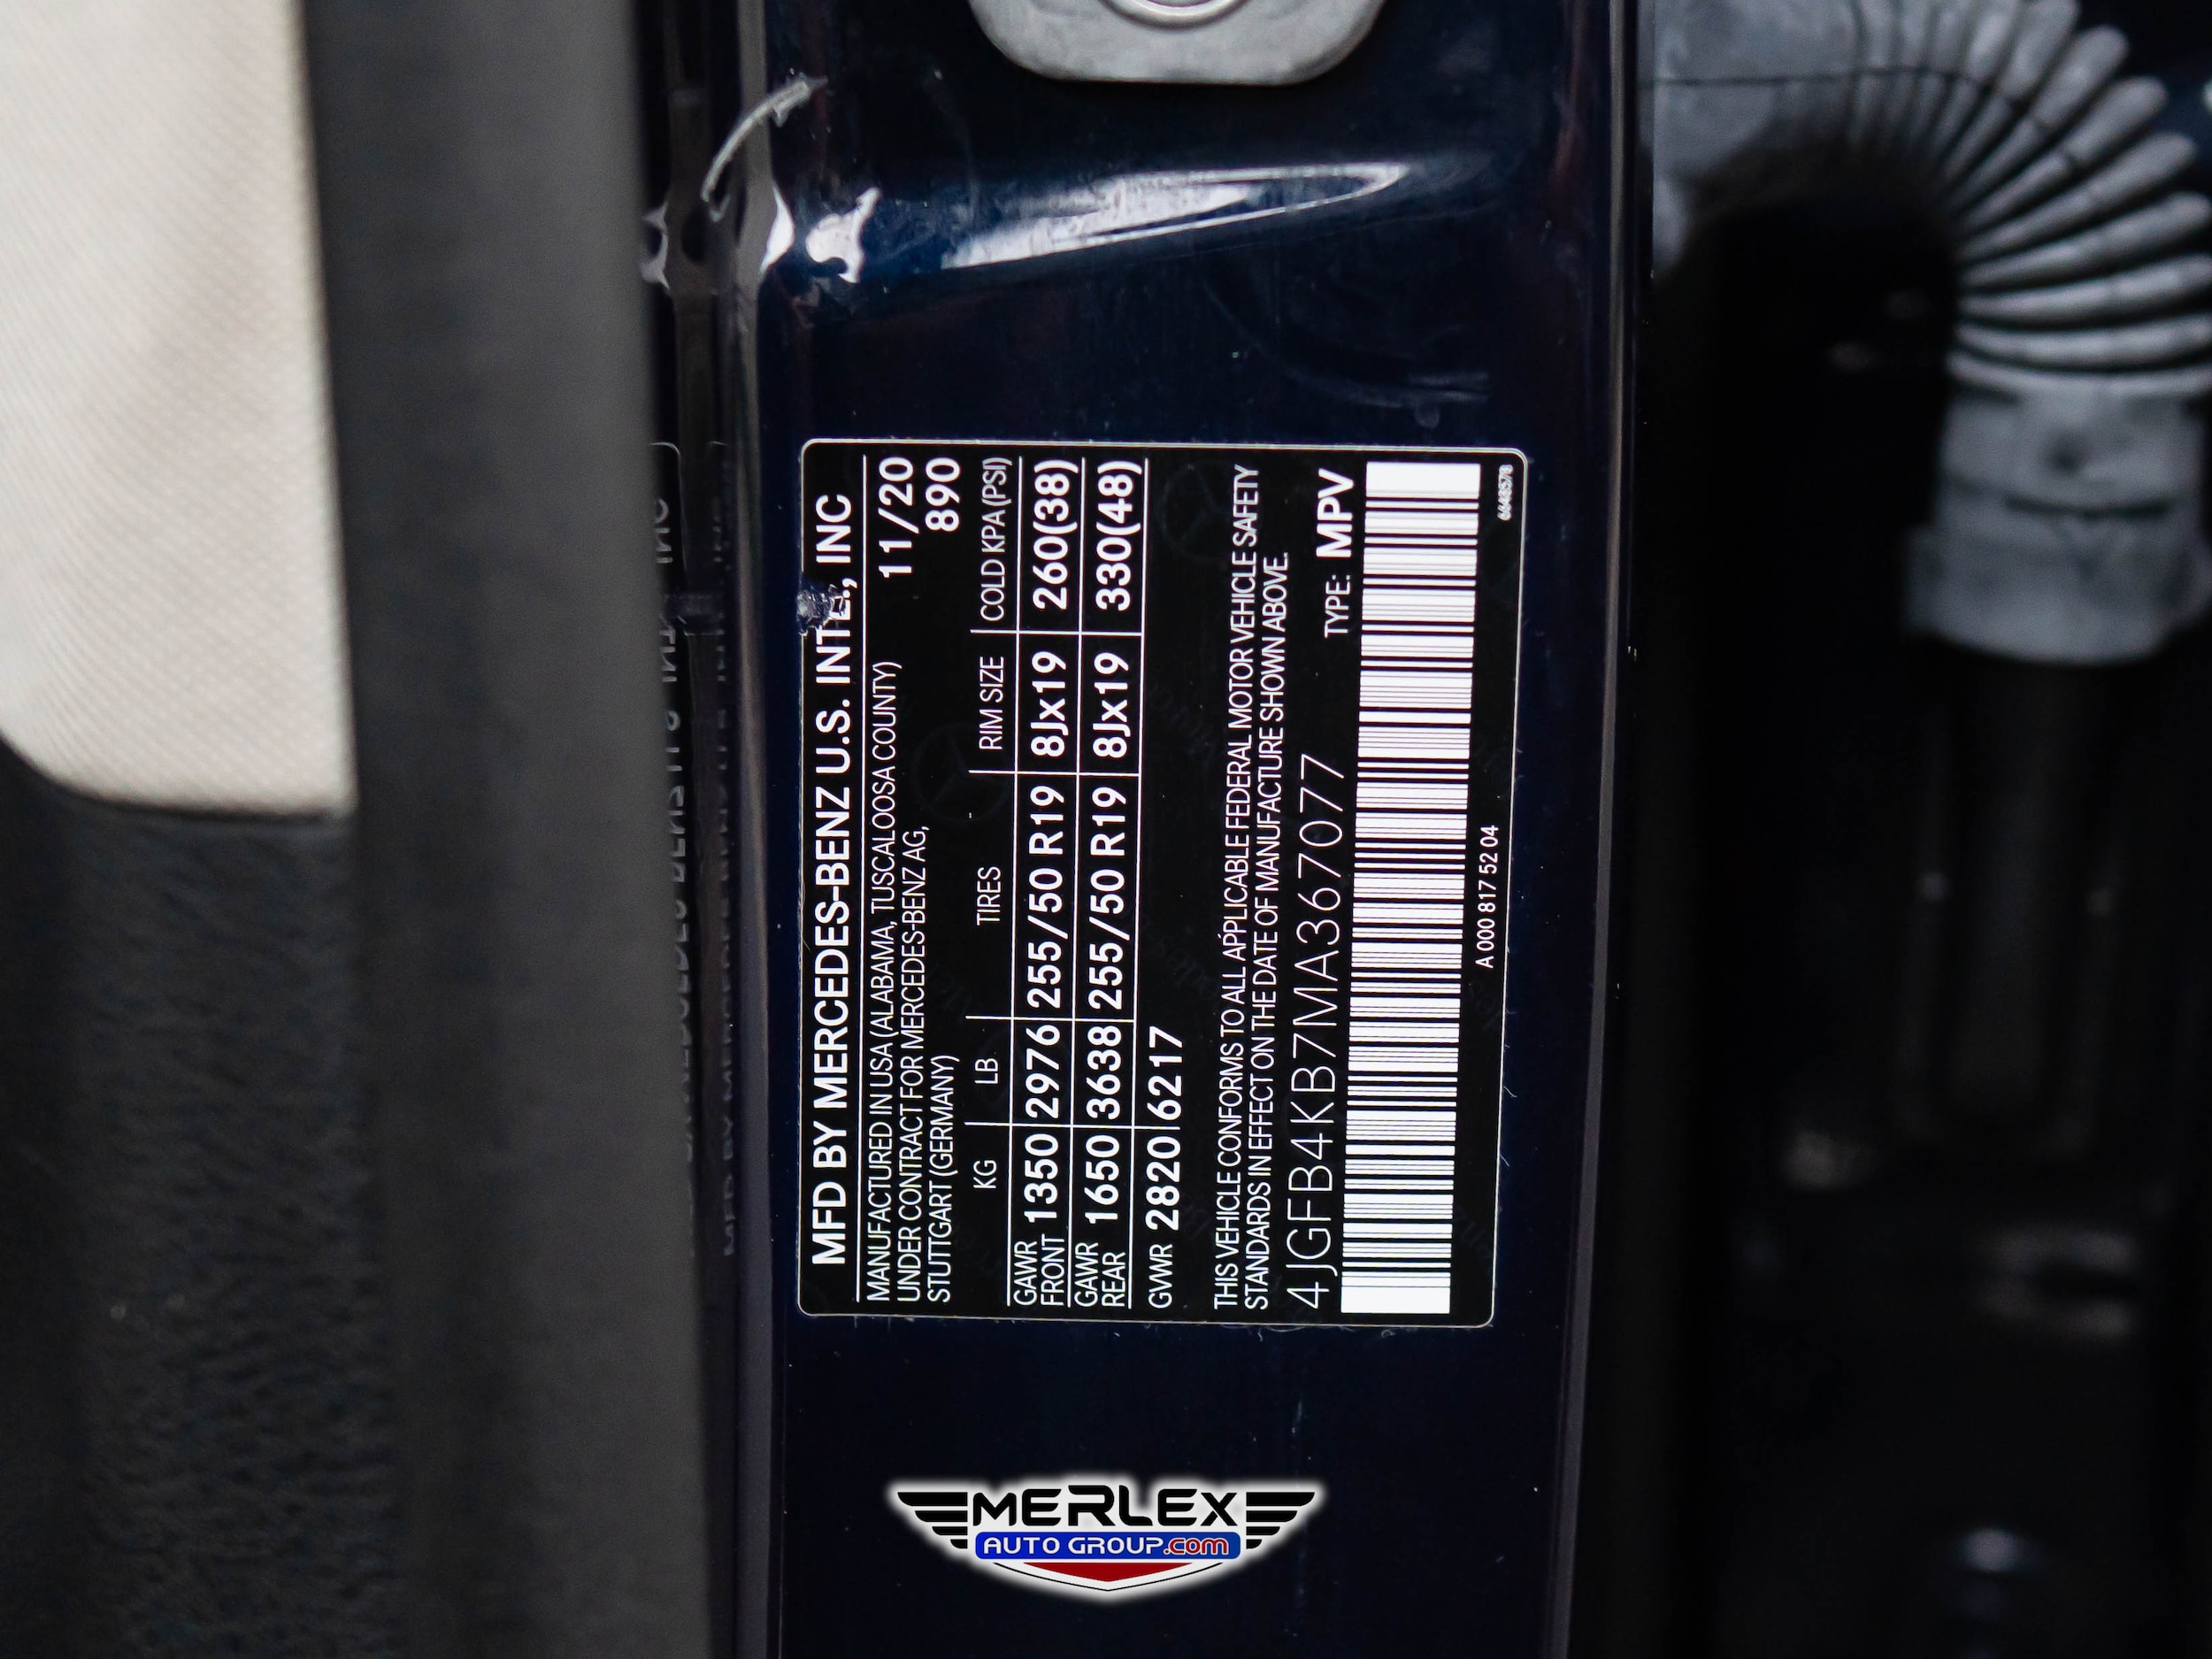 MFD BY MERCEDES-BENZ U.S. INTL., INC
MANUFACTURED IN USA (ALABAMA, TUSCALOOSA COUNTY) 11/20
UNDER CONTRACT FOR MERCEDES-BENZ AG, 890
STUTTGART (GERMANY)
KG LB TIRES - RIM SIZE COLD KPA (PSI)
GAWR FRONT 1350 2976 255/50 R19 8Jx19 260(38)
GAWR REAR 1650 3638 255/50 R19 8Jx19 330(48)
GVWR 2820 6217
THIS VEHICLE CONFORMS TO ALL APPLICABLE FEDERAL MOTOR VEHICLE SAFETY
STANDARDS IN EFFECT ON THE DATE OF MANUFACTURE SHOWN ABOVE.
4JGFB4KB7MA367077 TYPE: MPV
A 000 817 52 04
MERLEX
AUTO GROUP.com